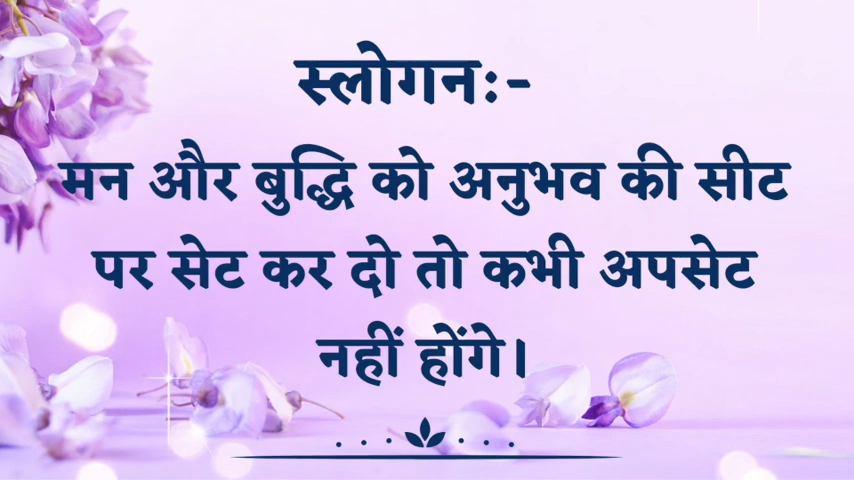 स्लोगनः-
मन और बुद्धि को अनुभव की सीट
पर सेट कर दो तो कभी अपसेट
नहीं होंगे।